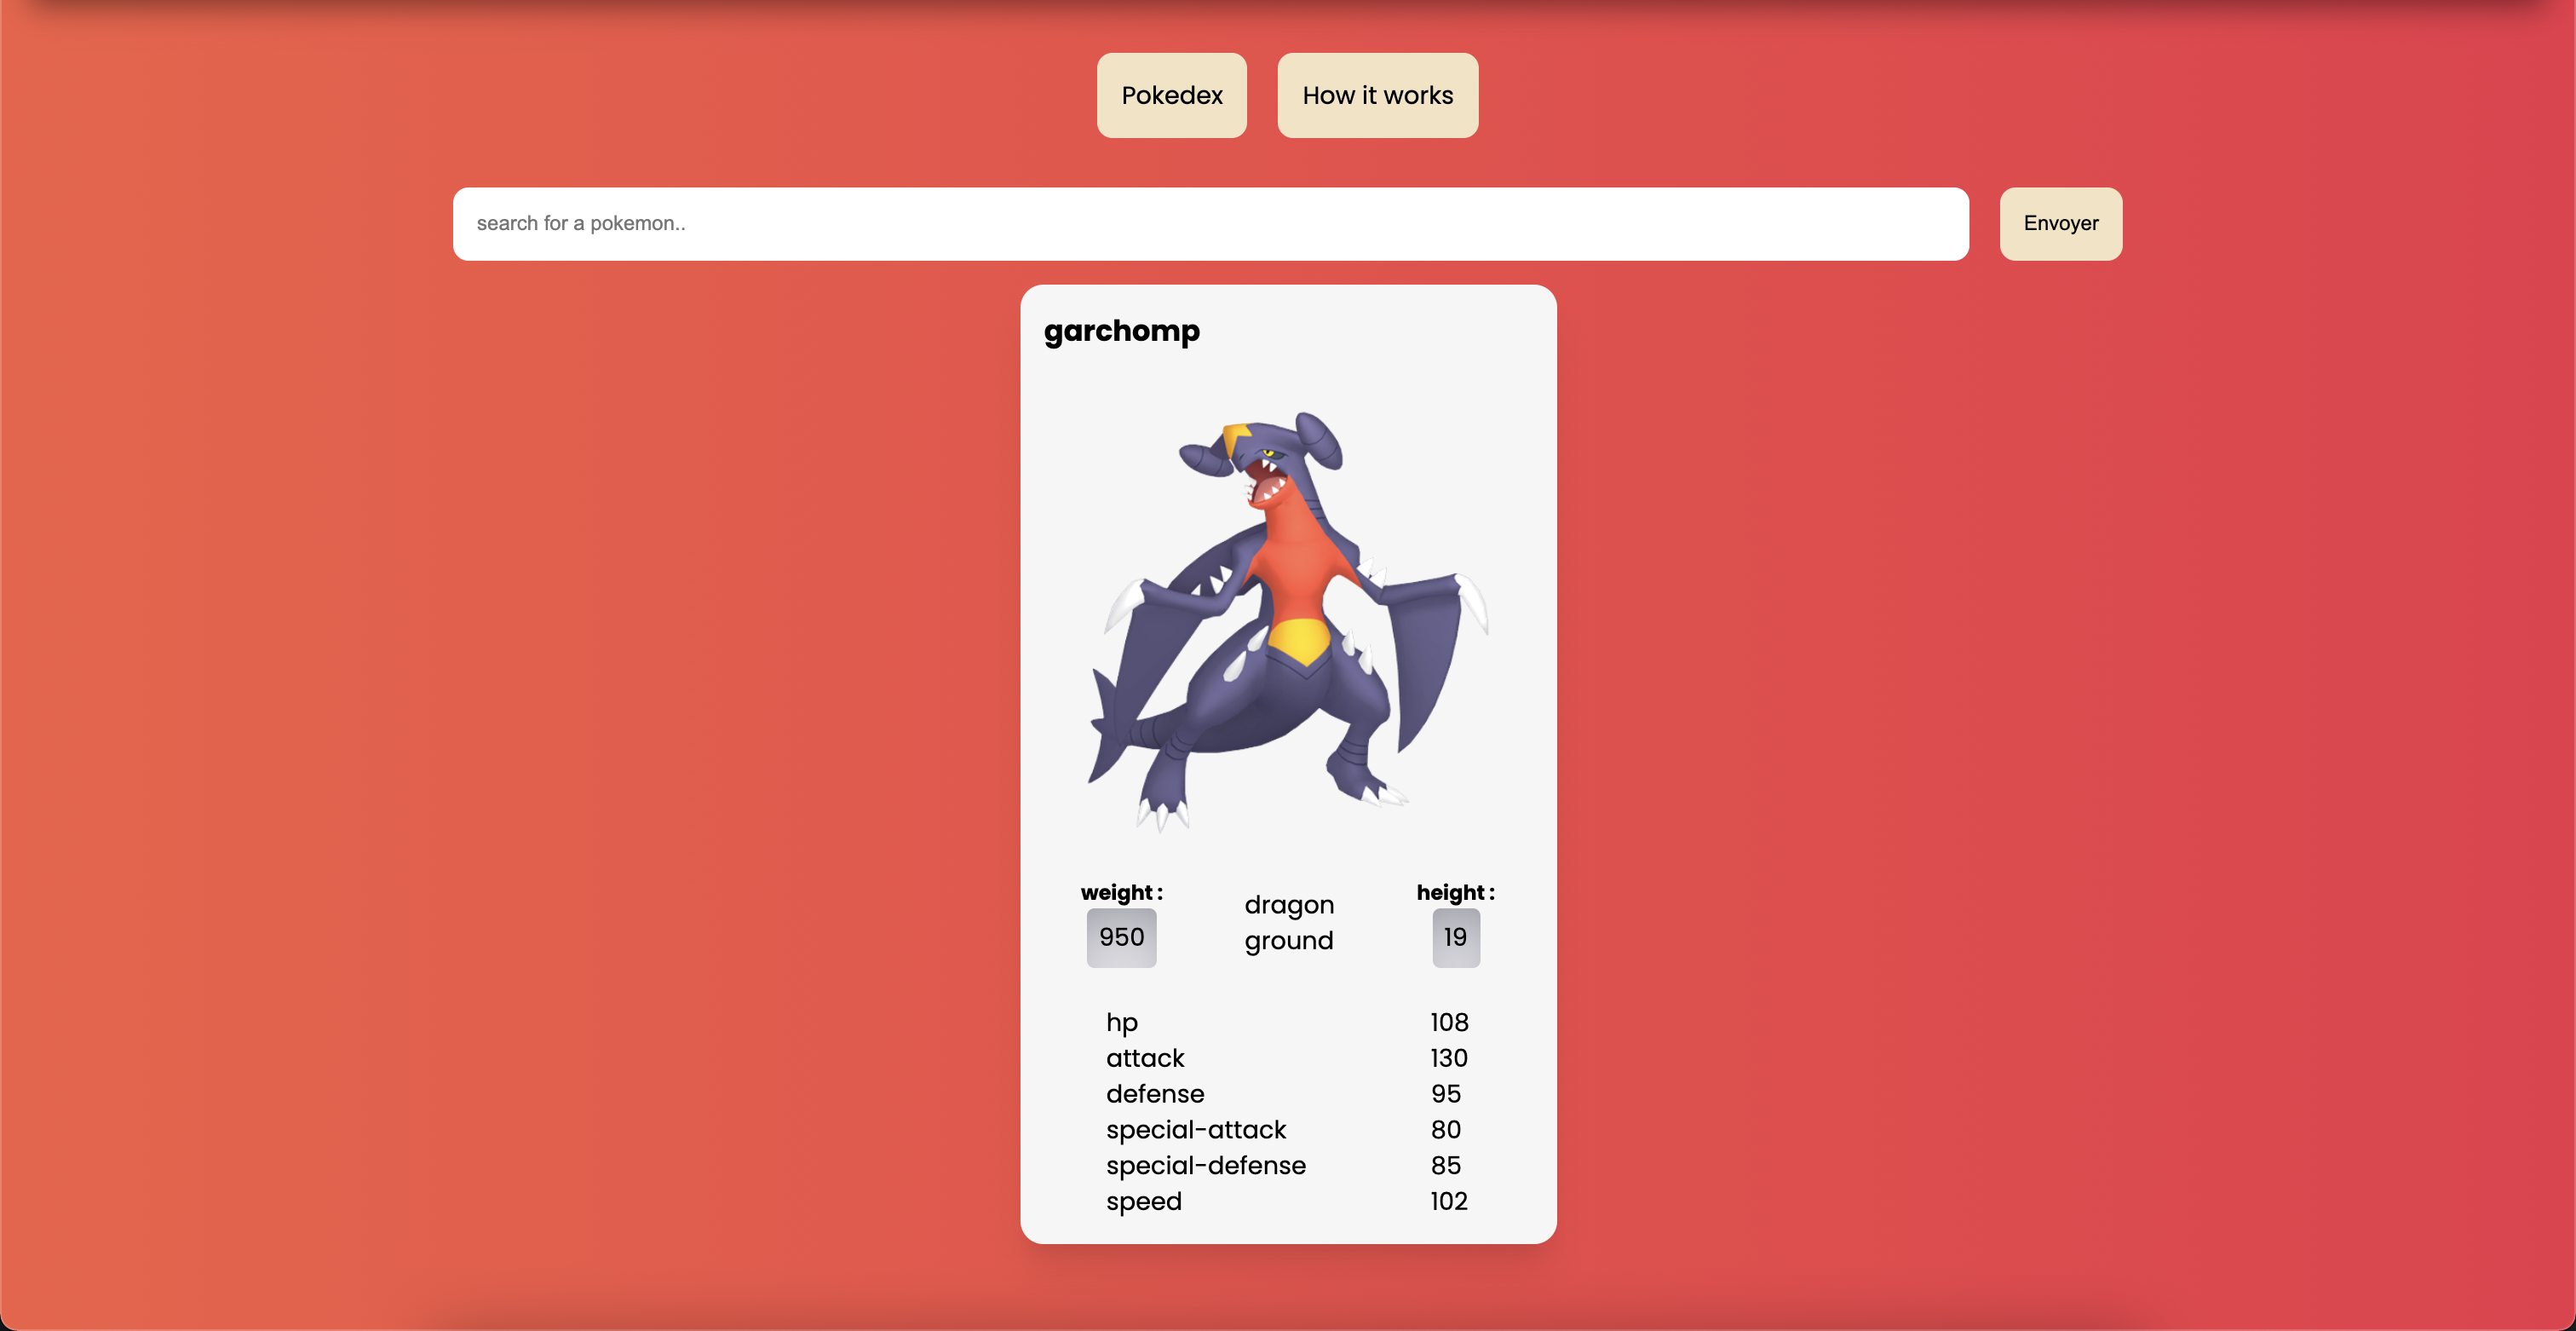 Pokedex
How it works
search for a pokemon..
Envoyer
garchomp
weight :
950
dragon
ground
height :
19
hp 108
attack 130
defense 95
special-attack 80
special-defense 85
speed 102